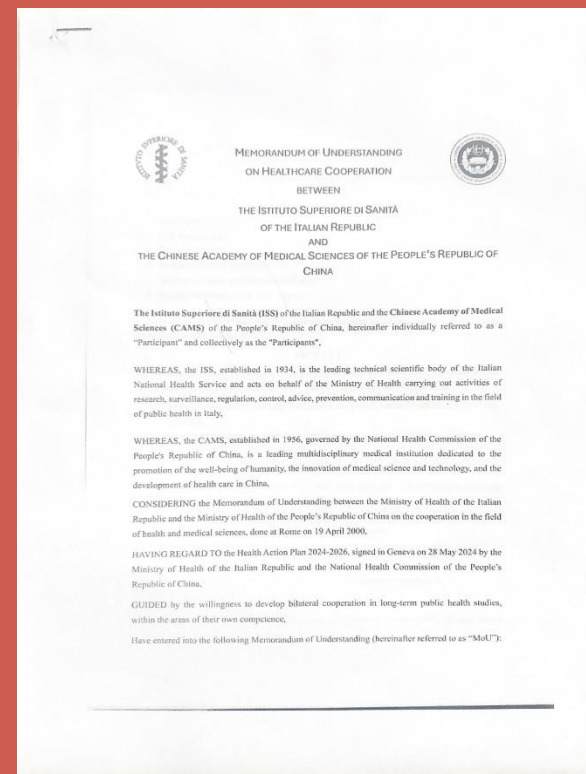 ISTITUTO SUPERIORE DI SANITÀ
MEMORANDUM OF UNDERSTANDING
ON HEALTHCARE COOPERATION
BETWEEN
THE ISTITUTO SUPERIORE DI SANITÀ
OF THE ITALIAN REPUBLIC
AND
THE CHINESE ACADEMY OF MEDICAL SCIENCES OF THE PEOPLE'S REPUBLIC OF
CHINA
The Istituto Superiore di Sanità (ISS) of the Italian Republic and the Chinese Academy of Medical
Sciences (CAMS) of the People's Republic of China, hereinafter individually referred to as a
"Participant" and collectively as the "Participants",
WHEREAS, the ISS, established in 1934, is the leading technical scientific body of the Italian
National Health Service and acts on behalf of the Ministry of Health carrying out activities of
research, surveillance, regulation, control, advice, prevention, communication and training in the field
of public health in Italy,
WHEREAS, the CAMS, established in 1956, governed by the National Health Commission of the
People's Republic of China, is a leading multidisciplinary medical institution dedicated to the
promotion of the well-being of humanity, the innovation of medical science and technology, and the
development of health care in China,
CONSIDERING the Memorandum of Understanding between the Ministry of Health of the Italian
Republic and the Ministry of Health of the People's Republic of China on the cooperation in the field
of health and medical sciences, done at Rome on 19 April 2000,
HAVING REGARD TO the Health Action Plan 2024-2026, signed in Geneva on 28 May 2024 by the
Ministry of Health of the Italian Republic and the National Health Commission of the People's
Republic of China,
GUIDED by the willingness to develop bilateral cooperation in long-term public health studies,
within the areas of their own competence,
Have entered into the following Memorandum of Understanding (hereinafter referred to as "MoU"):